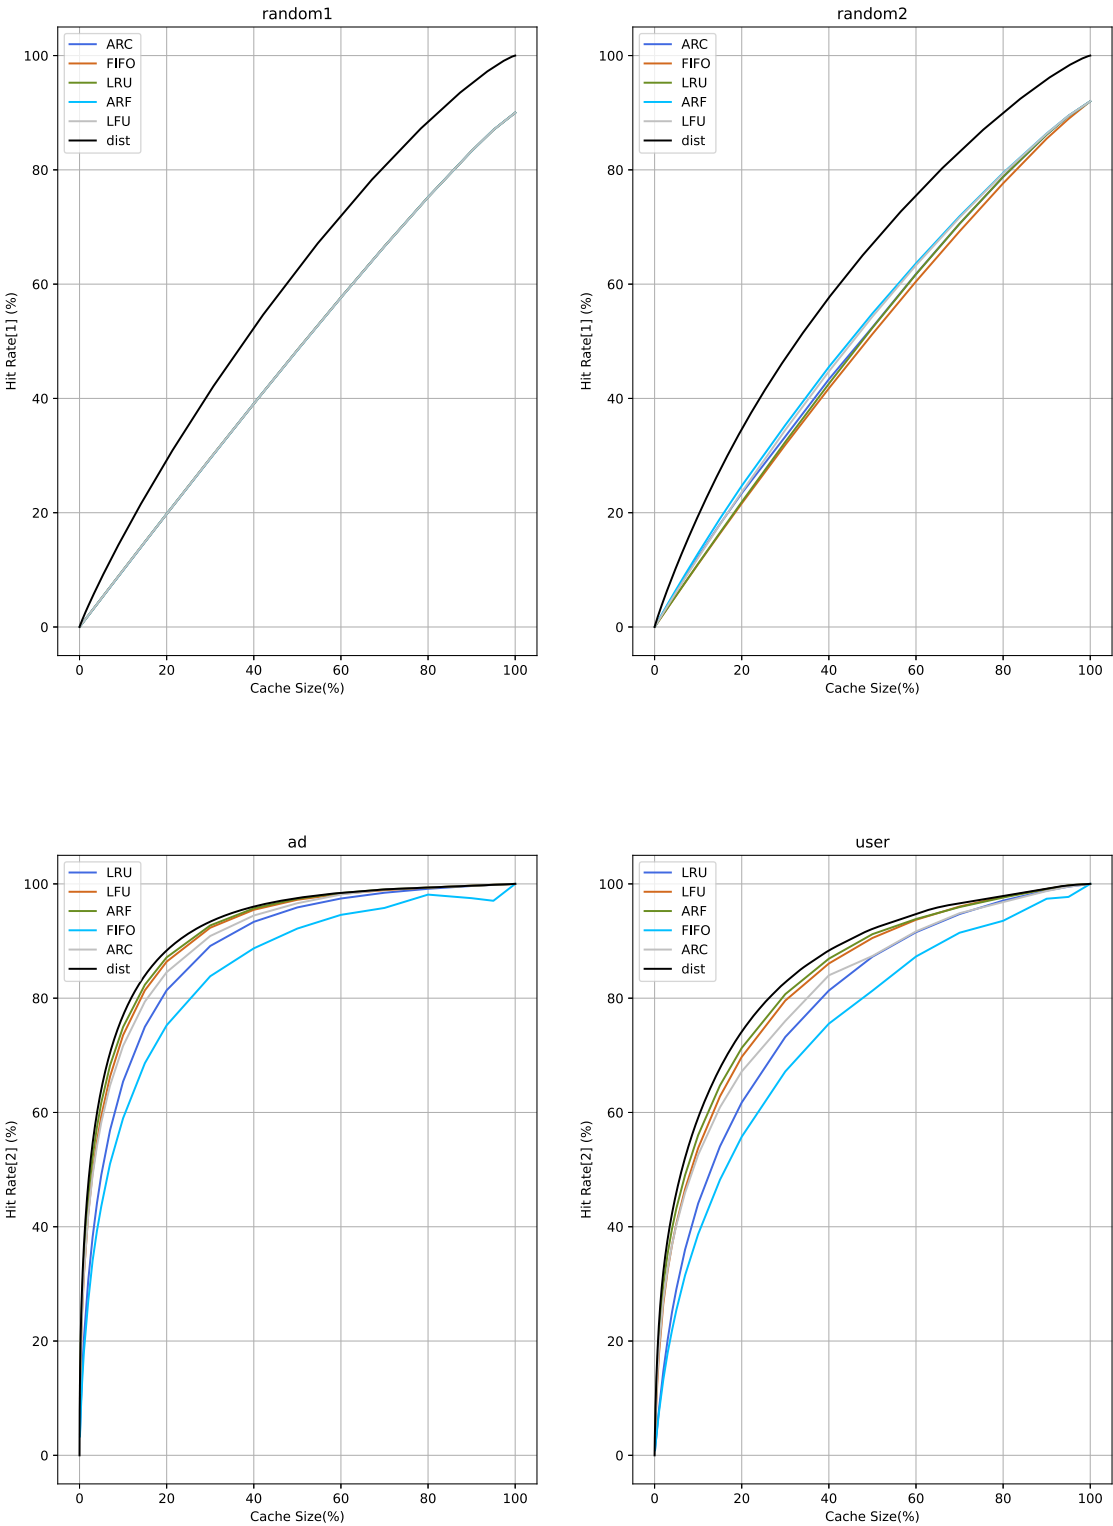 random1
100
80
60
40
20
0
Hit Rate[1] (%)
ARC
FIFO
LRU
ARF
LFU
dist
0 20 40 60 80 100
Cache Size(%)
random2
100
80
60
40
20
0
Hit Rate[1] (%)
ARC
FIFO
LRU
ARF
LFU
dist
0 20 40 60 80 100
Cache Size(%)
ad
100
80
60
40
20
0
Hit Rate[2] (%)
LRU
LFU
ARF
FIFO
ARC
dist
0 20 40 60 80 100
Cache Size(%)
user
100
80
60
40
20
0
Hit Rate[2] (%)
LRU
LFU
ARF
FIFO
ARC
dist
0 20 40 60 80 100
Cache Size(%)